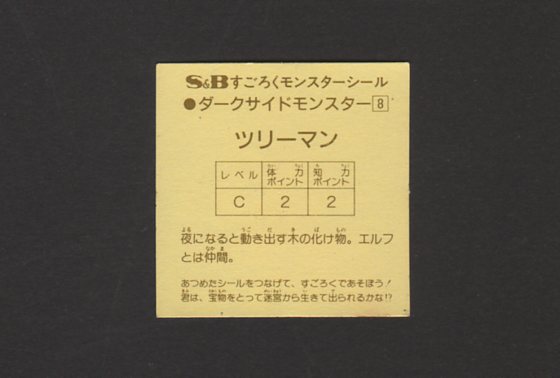 S&Bすごろくモンスターシール
●ダークサイドモンスター8
ツリーマン
レベル 体力ポイント 知力ポイント
C 2 2
夜になると動き出す木の化け物。エルフ
とは仲間。
あつめたシールをつなげて、すごろくであそぼう!
君は、宝物をとって迷宮から生きて出られるかな!?